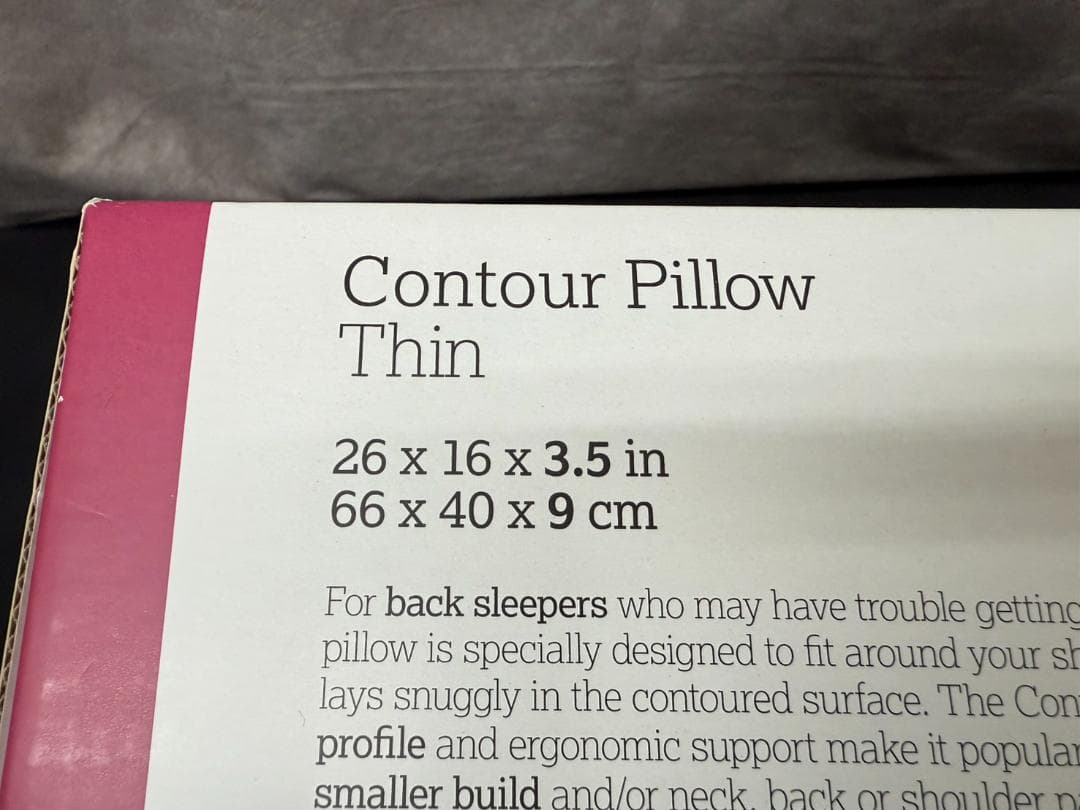 Contour Pillow
Thin
26 x 16 x 3.5 in
66 x 40 x 9 cm
For back sleepers who may have trouble getting
pillow is specially designed to fit around your
lays snuggly in the contoured surface. The
profile and ergonomic support make it popular
smaller build and/or neck, back or shoulder